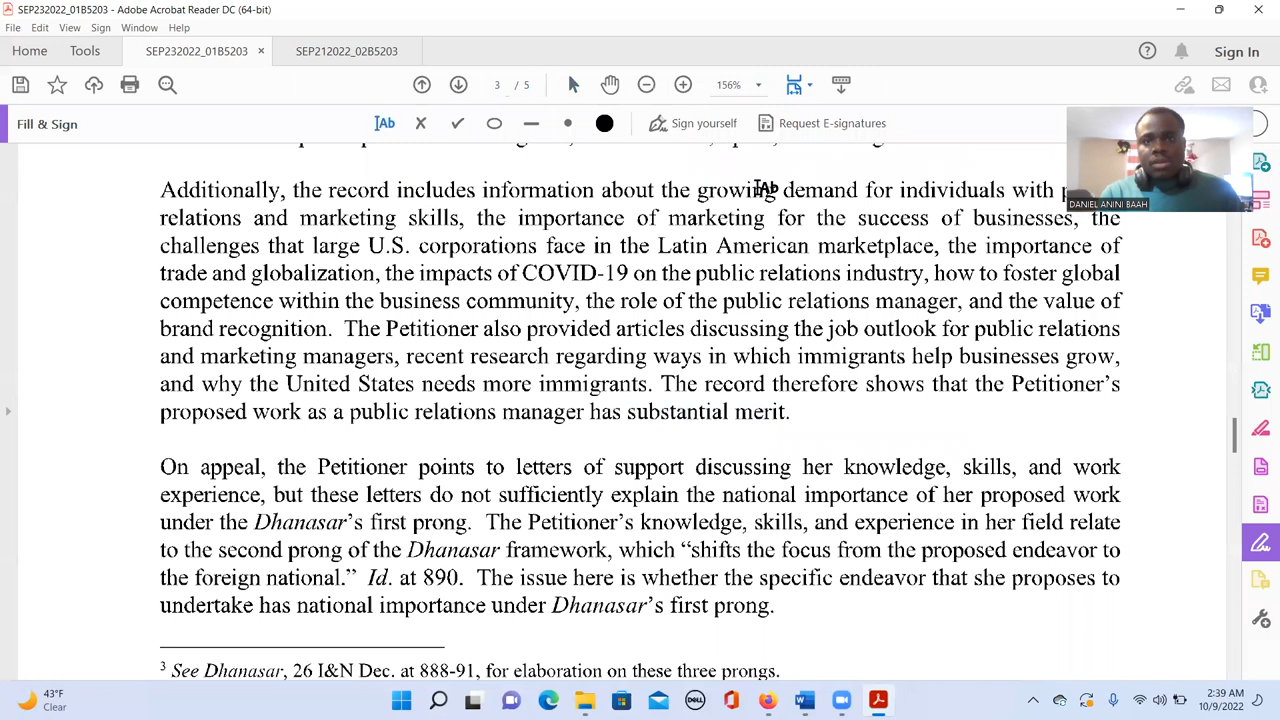 SEP232022_01B5203 - Adobe Acrobat Reader DC (64-bit)
File Edit View Sign Window Help
Home Tools SEP232022_01B5203 × SEP212022_02B5203 Sign In
3 / 5 156%
Fill & Sign Ab Sign yourself Request E-signatures
Additionally, the record includes information about the growing demand for individuals with
relations and marketing skills, the importance of marketing for the success of businesses, the
challenges that large U.S. corporations face in the Latin American marketplace, the importance of
trade and globalization, the impacts of COVID-19 on the public relations industry, how to foster global
competence within the business community, the role of the public relations manager, and the value of
brand recognition. The Petitioner also provided articles discussing the job outlook for public relations
and marketing managers, recent research regarding ways in which immigrants help businesses grow,
and why the United States needs more immigrants. The record therefore shows that the Petitioner's
proposed work as a public relations manager has substantial merit.
On appeal, the Petitioner points to letters of support discussing her knowledge, skills, and work
experience, but these letters do not sufficiently explain the national importance of her proposed work
under the Dhanasar's first prong. The Petitioner's knowledge, skills, and experience in her field relate
to the second prong of the Dhanasar framework, which "shifts the focus from the proposed endeavor to
the foreign national." Id. at 890. The issue here is whether the specific endeavor that she proposes to
undertake has national importance under Dhanasar's first prong.
3 See Dhanasar, 26 I&N Dec. at 888-91, for elaboration on these three prongs.
DANIEL ANINI BAAH
43°F
Clear
2:39 AM
10/9/2022